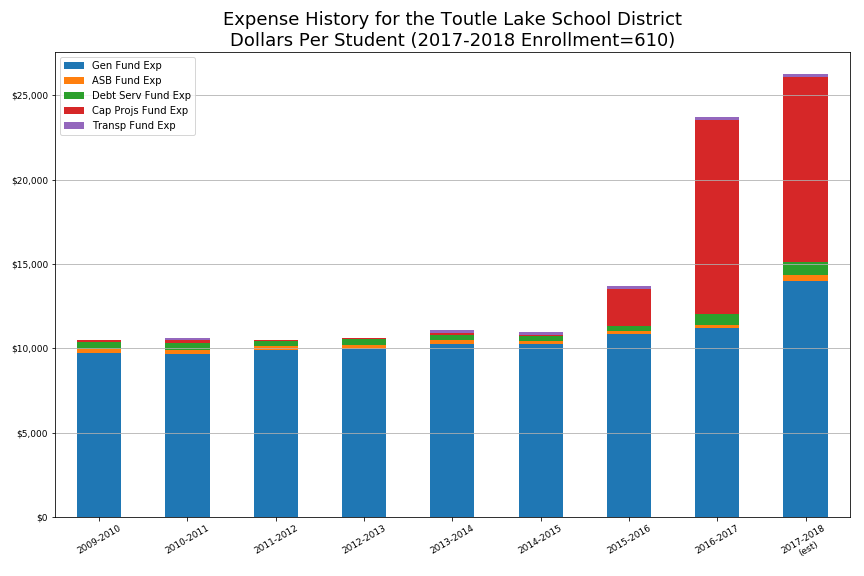 Expense History for the Toutle Lake School District
Dollars Per Student (2017-2018 Enrollment=610)
Gen Fund Exp
ASB Fund Exp
Debt Serv Fund Exp
Cap Projs Fund Exp
Transp Fund Exp
$25,000
$20,000
$15,000
$10,000
$5,000
$0
2009-2010
2010-2011
2011-2012
2012-2013
2013-2014
2014-2015
2015-2016
2016-2017
2017-2018
(est)